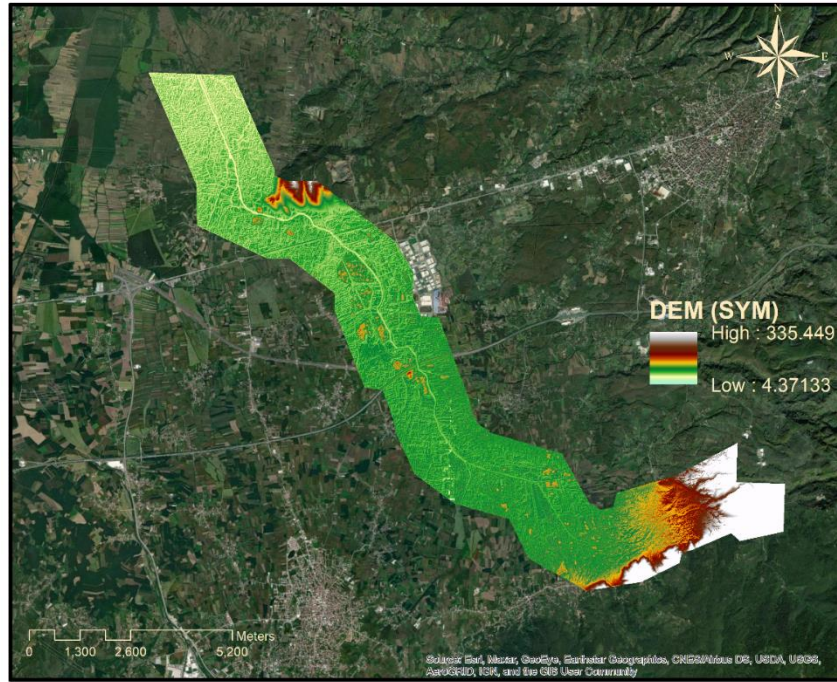 N
W E
S
DEM (SYM)
High : 335.449
Low : 4.37133
Meters
0 1,300 2,600 5,200
Source: Esri, Maxar, GeoEye, Earthstar Geographics, CNES/Airbus DS, USDA, USGS,
AeroGRID, IGN, and the GIS User Community